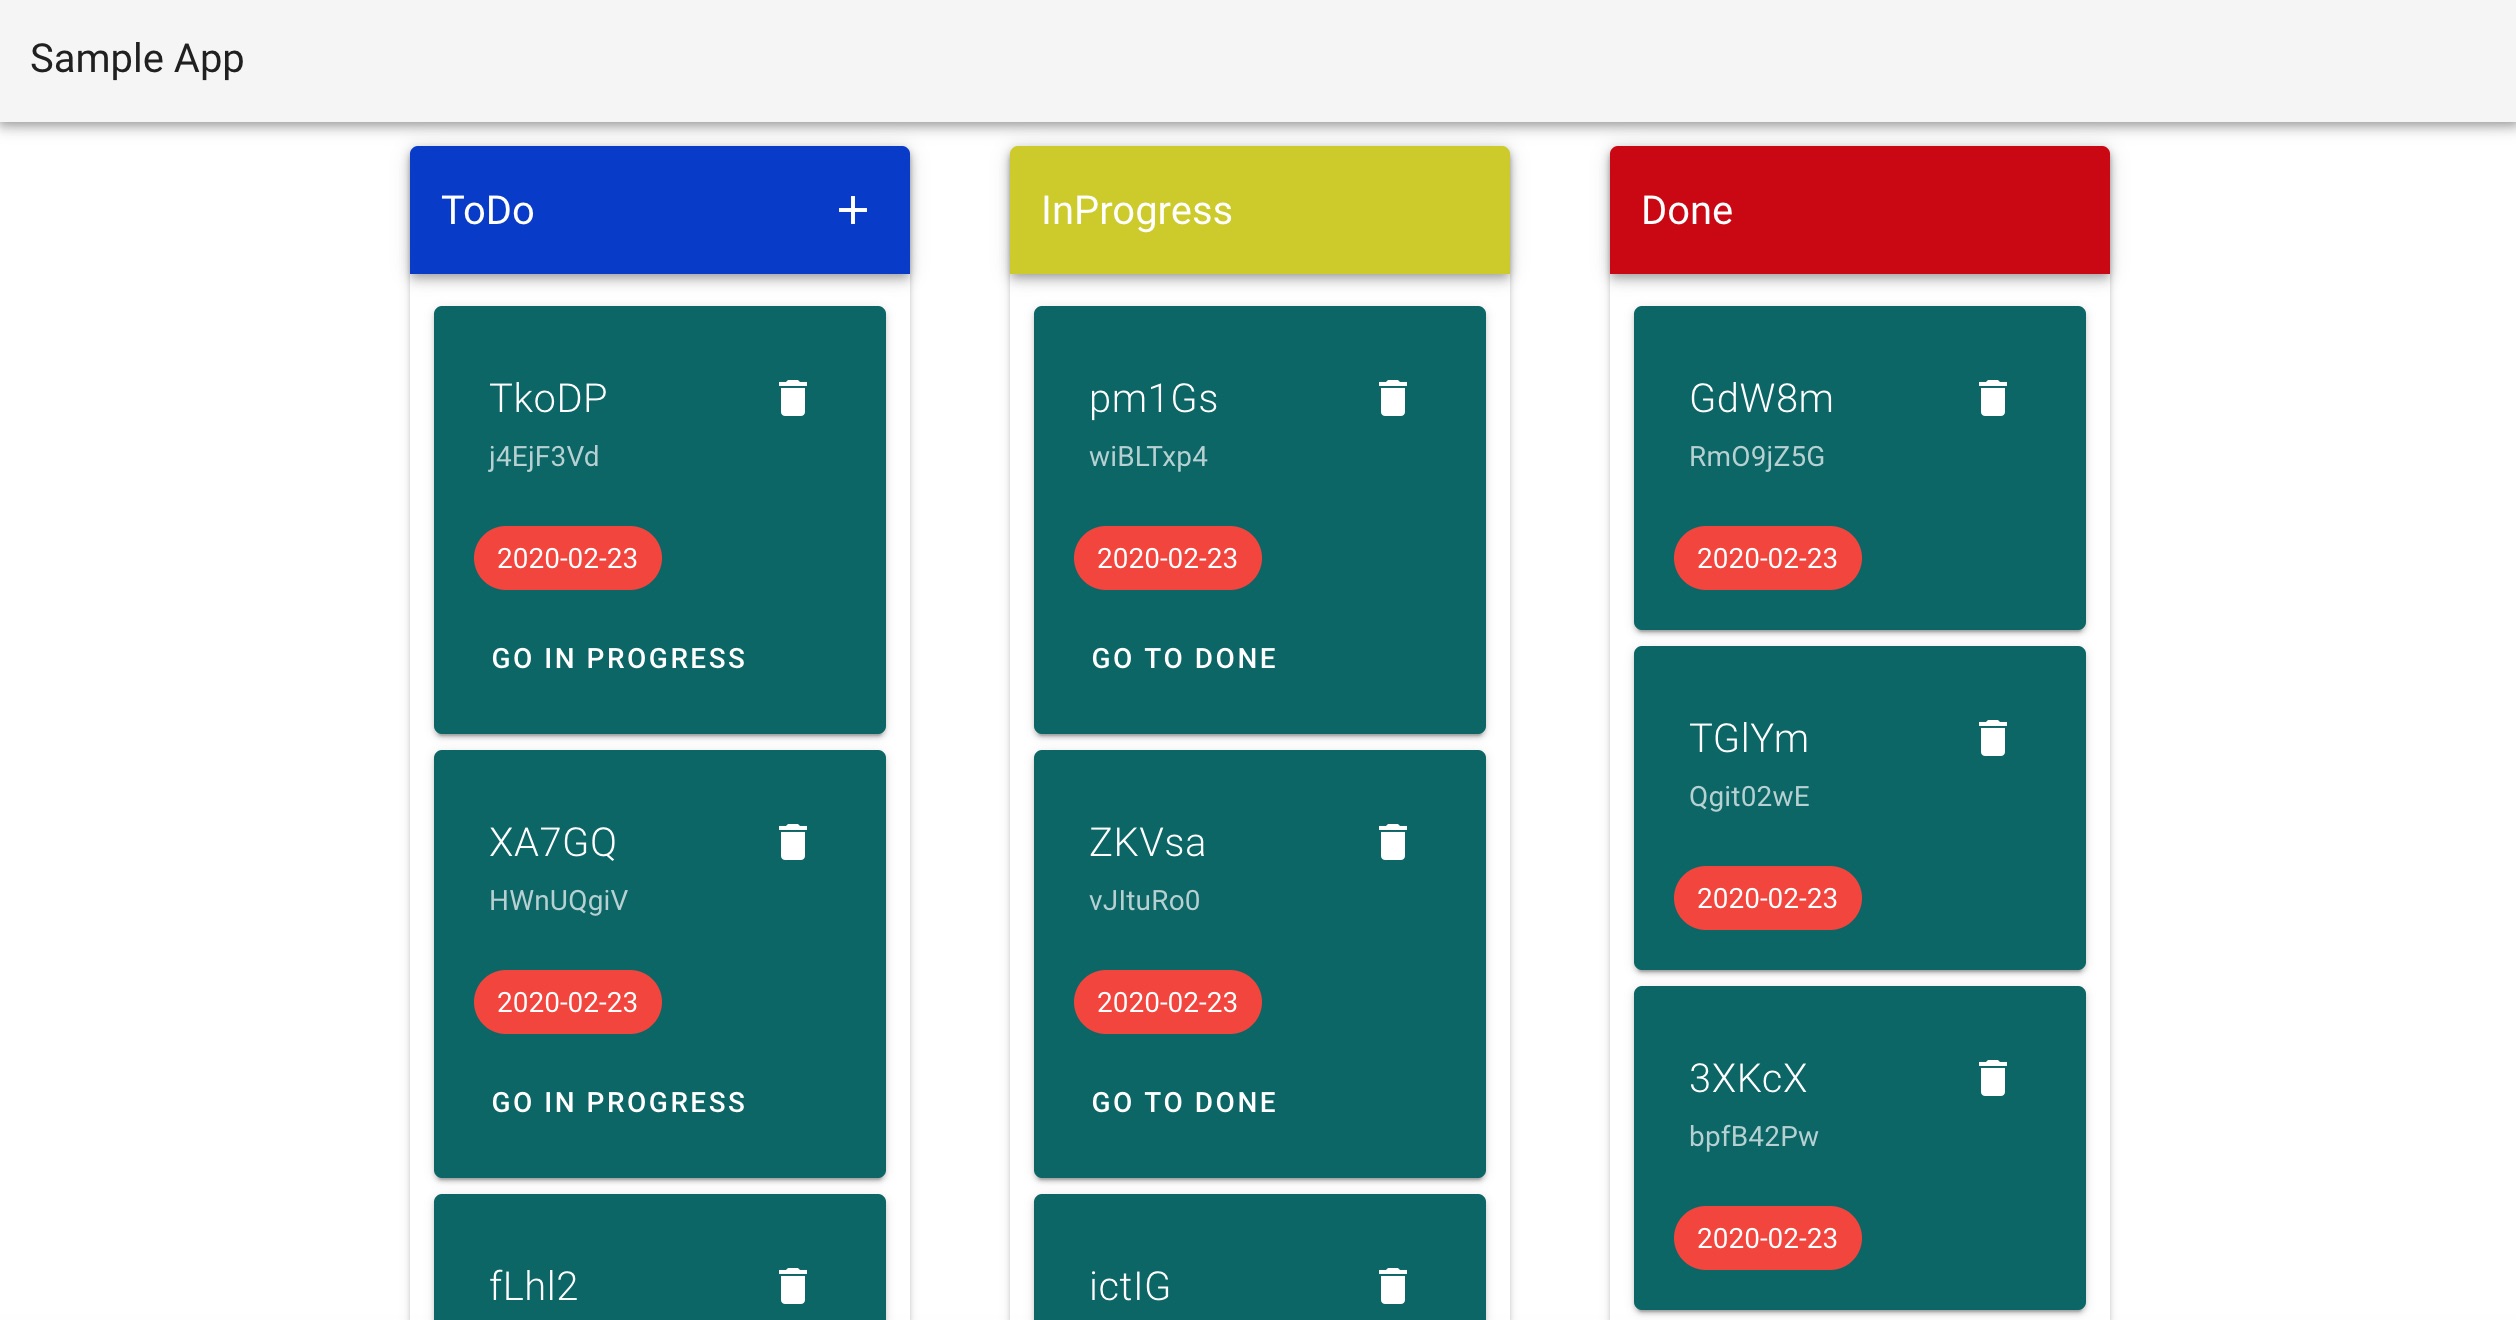 Sample App
ToDo
TkoDP
j4EjF3Vd
2020-02-23
GO IN PROGRESS
XA7GQ
HWnUQgiV
2020-02-23
GO IN PROGRESS
fLhl2
InProgress
pm1Gs
wiBLTxp4
2020-02-23
GO TO DONE
ZKVsa
vJItuRo0
2020-02-23
GO TO DONE
ictIG
Done
GdW8m
RmO9jZ5G
2020-02-23
TGlYm
Qgit02wE
2020-02-23
3XKcX
bpfB42Pw
2020-02-23